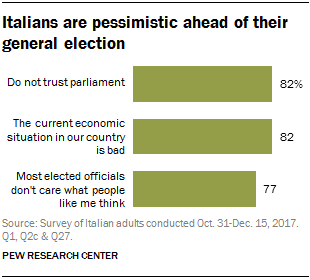 Italians are pessimistic ahead of their
general election
Do not trust parliament
82%
The current economic
situation in our country
is bad
82
Most elected officials
don't care what people
like me think
77
Source: Survey of Italian adults conducted Oct. 31-Dec. 15, 2017.
Q1, Q2c & Q27.
PEW RESEARCH CENTER